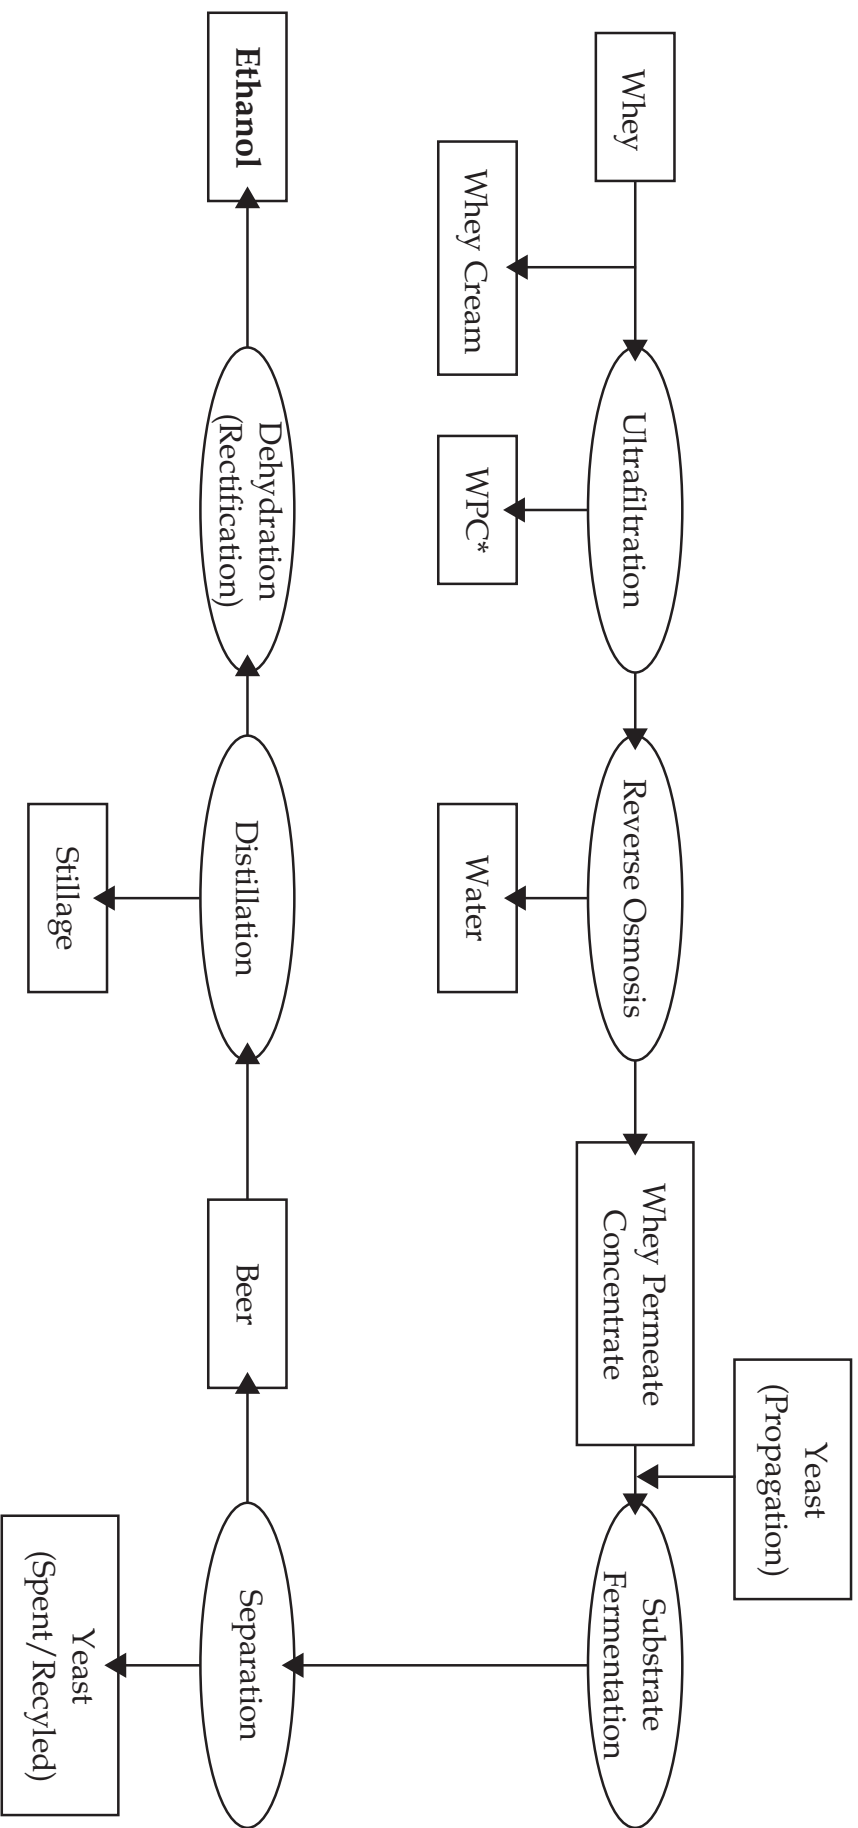 Yeast
(Propagation)
Whey
Ultrafiltration
Reverse Osmosis
Whey Permeate
Concentrate
Substrate
Fermentation
Whey Cream
WPC*
Water
Ethanol
Dehydration
(Rectification)
Distillation
Beer
Separation
Stillage
Yeast
(Spent/Recyled)